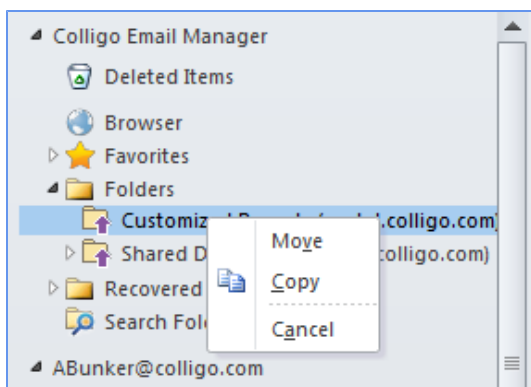 Colligo Email Manager
Deleted Items
Browser
Favorites
Folders
Customized .colligo.com)
Shared colligo.com)
Move
Recovered
Copy
Search
Cancel
ABunker@colligo.com